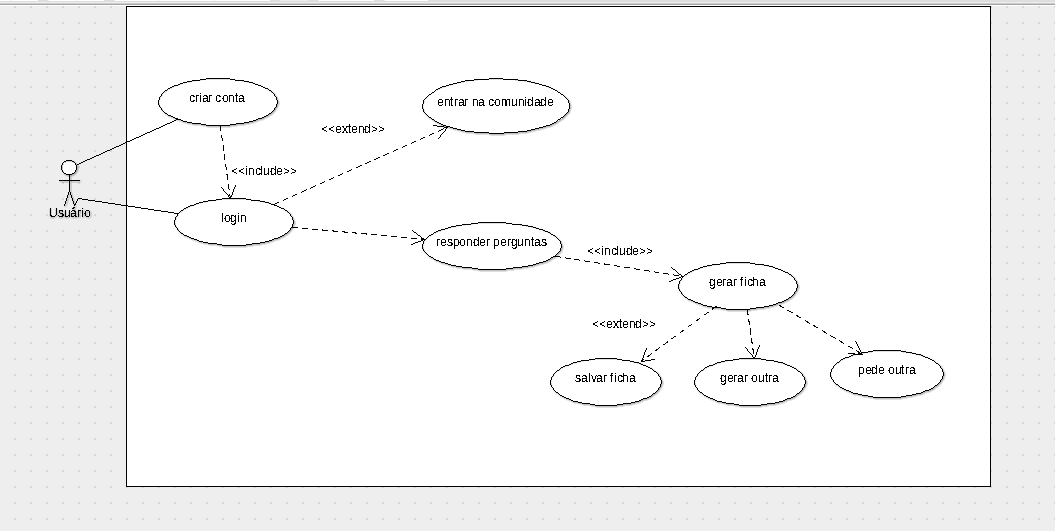 criar conta
entrar na comunidade
<<extend>>
<<include>>
Usuário
login
responder perguntas
<<include>>
gerar ficha
<<extend>>
salvar ficha
gerar outra
pede outra